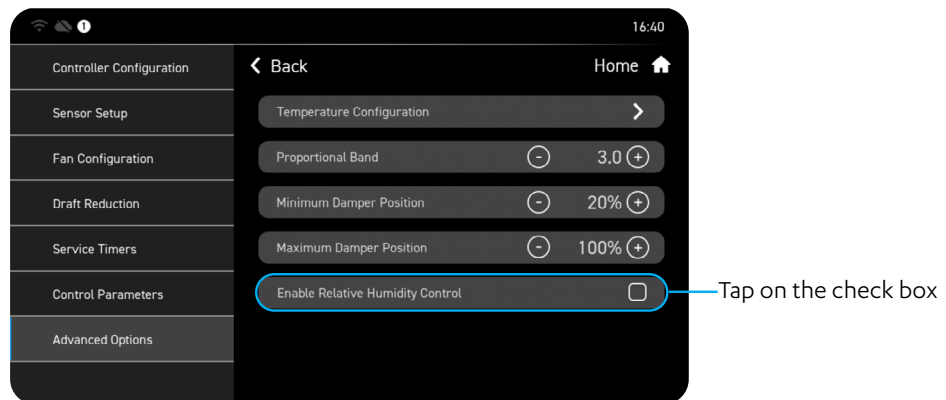 1 16:40
Controller Configuration
Sensor Setup
Fan Configuration
Draft Reduction
Service Timers
Control Parameters
Advanced Options
Back Home
Temperature Configuration
Proportional Band - 3.0 +
Minimum Damper Position - 20% +
Maximum Damper Position - 100% +
Enable Relative Humidity Control
Tap on the check box